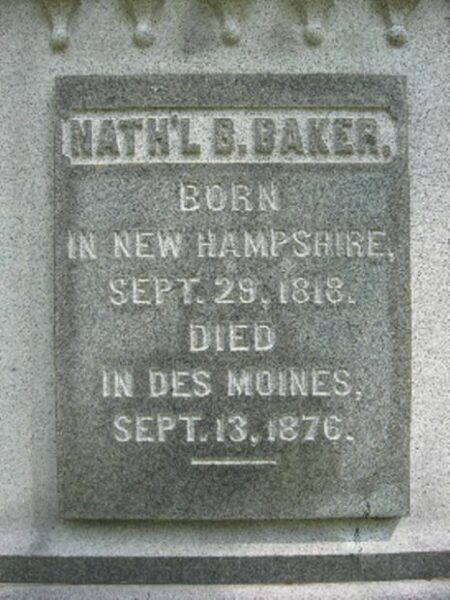 NATH'L B. BAKER,
BORN
IN NEW HAMPSHIRE,
SEPT. 29, 1818.
DIED
IN DES MOINES,
SEPT. 13, 1876.